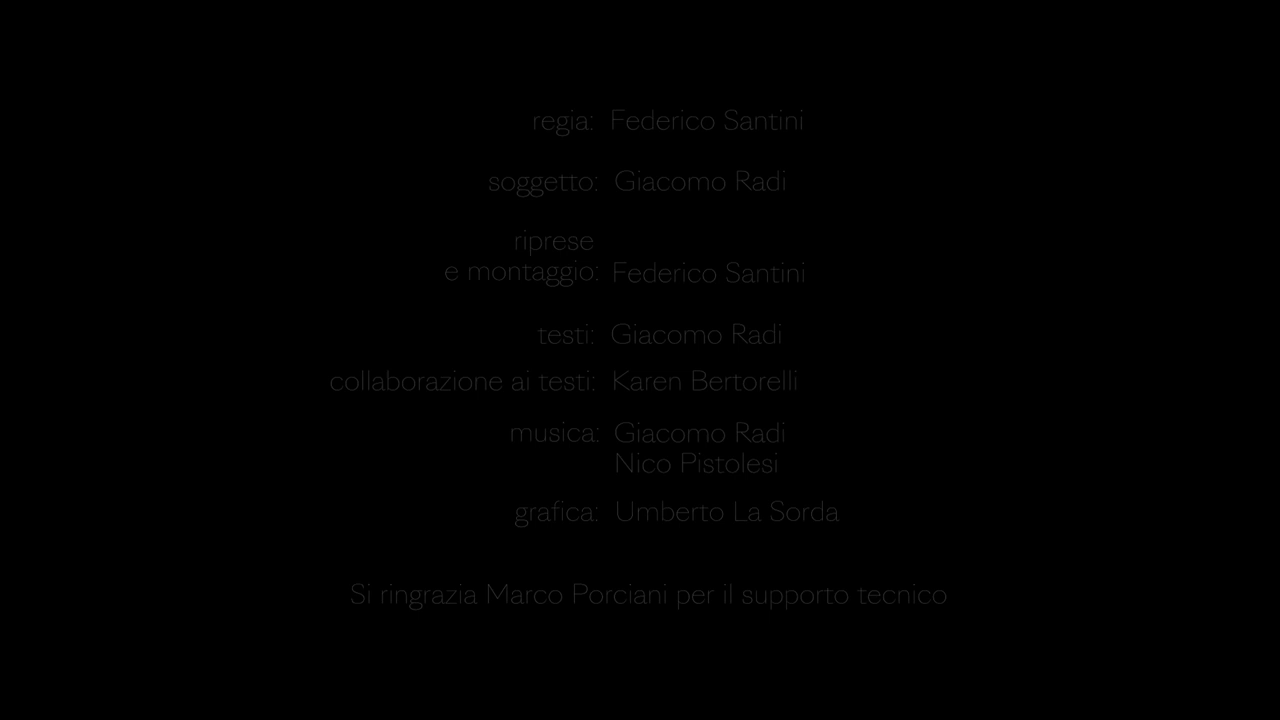 regia: Federico Santini
soggetto: Giacomo Radi
riprese
e montaggio: Federico Santini
testi: Giacomo Radi
collaborazione ai testi: Karen Bertorelli
musica: Giacomo Radi
Nico Pistolesi
grafica: Umberto La Sorda
Si ringrazia Marco Porciani per il supporto tecnico